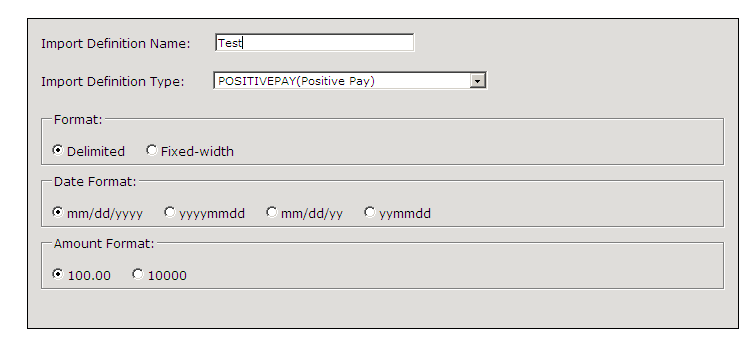 Import Definition Name: Test
Import Definition Type: POSITIVEPAY(Positive Pay)
Format:
Delimited Fixed-width
Date Format:
mm/dd/yyyy yyyymmdd mm/dd/yy yymmdd
Amount Format:
100.00 10000